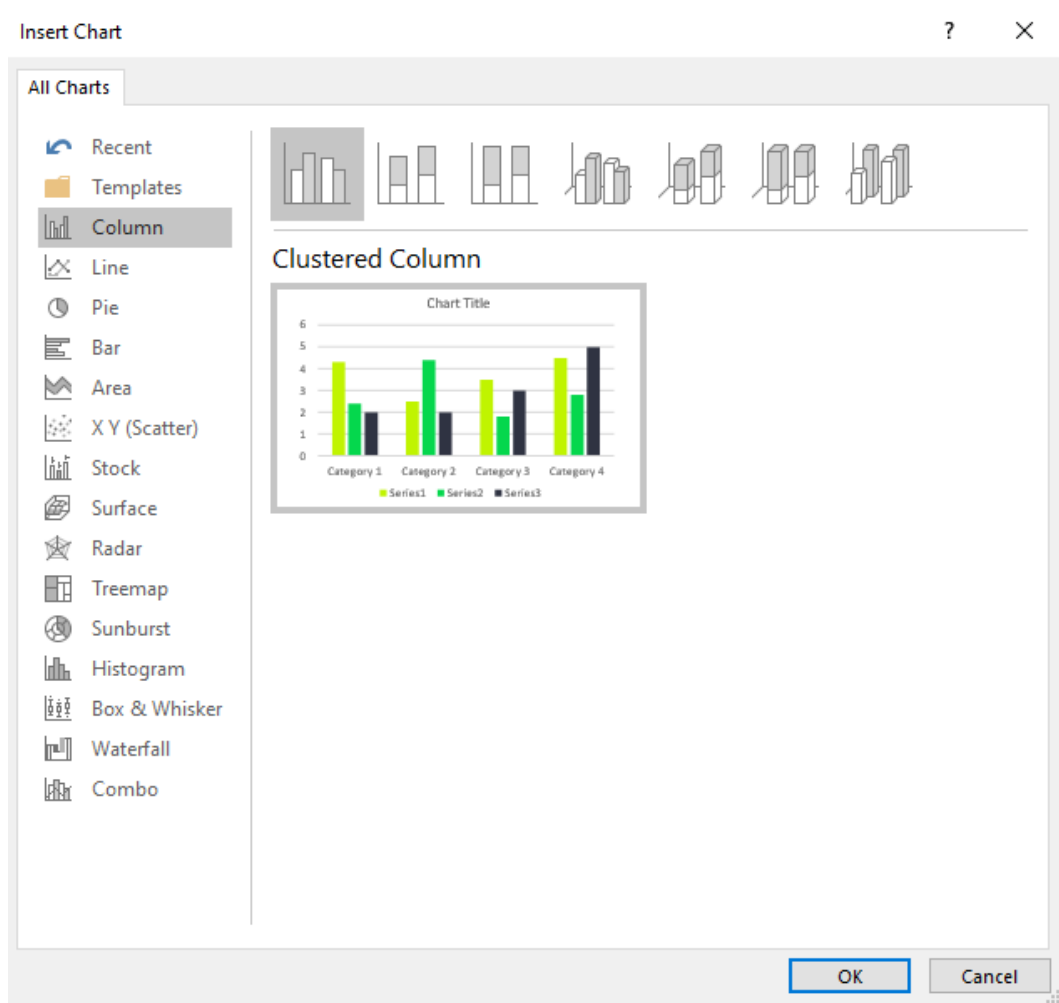 Insert Chart
?
All Charts
Recent
Templates
Column
Line
Pie
Bar
Area
X Y (Scatter)
Stock
Surface
Radar
Treemap
Sunburst
Histogram
Box & Whisker
Waterfall
Combo
Clustered Column
Chart Title
6
5
4
3
2
1
0
Category 1 Category 2 Category 3 Category 4
Series1 Series2 Series3
OK Cancel